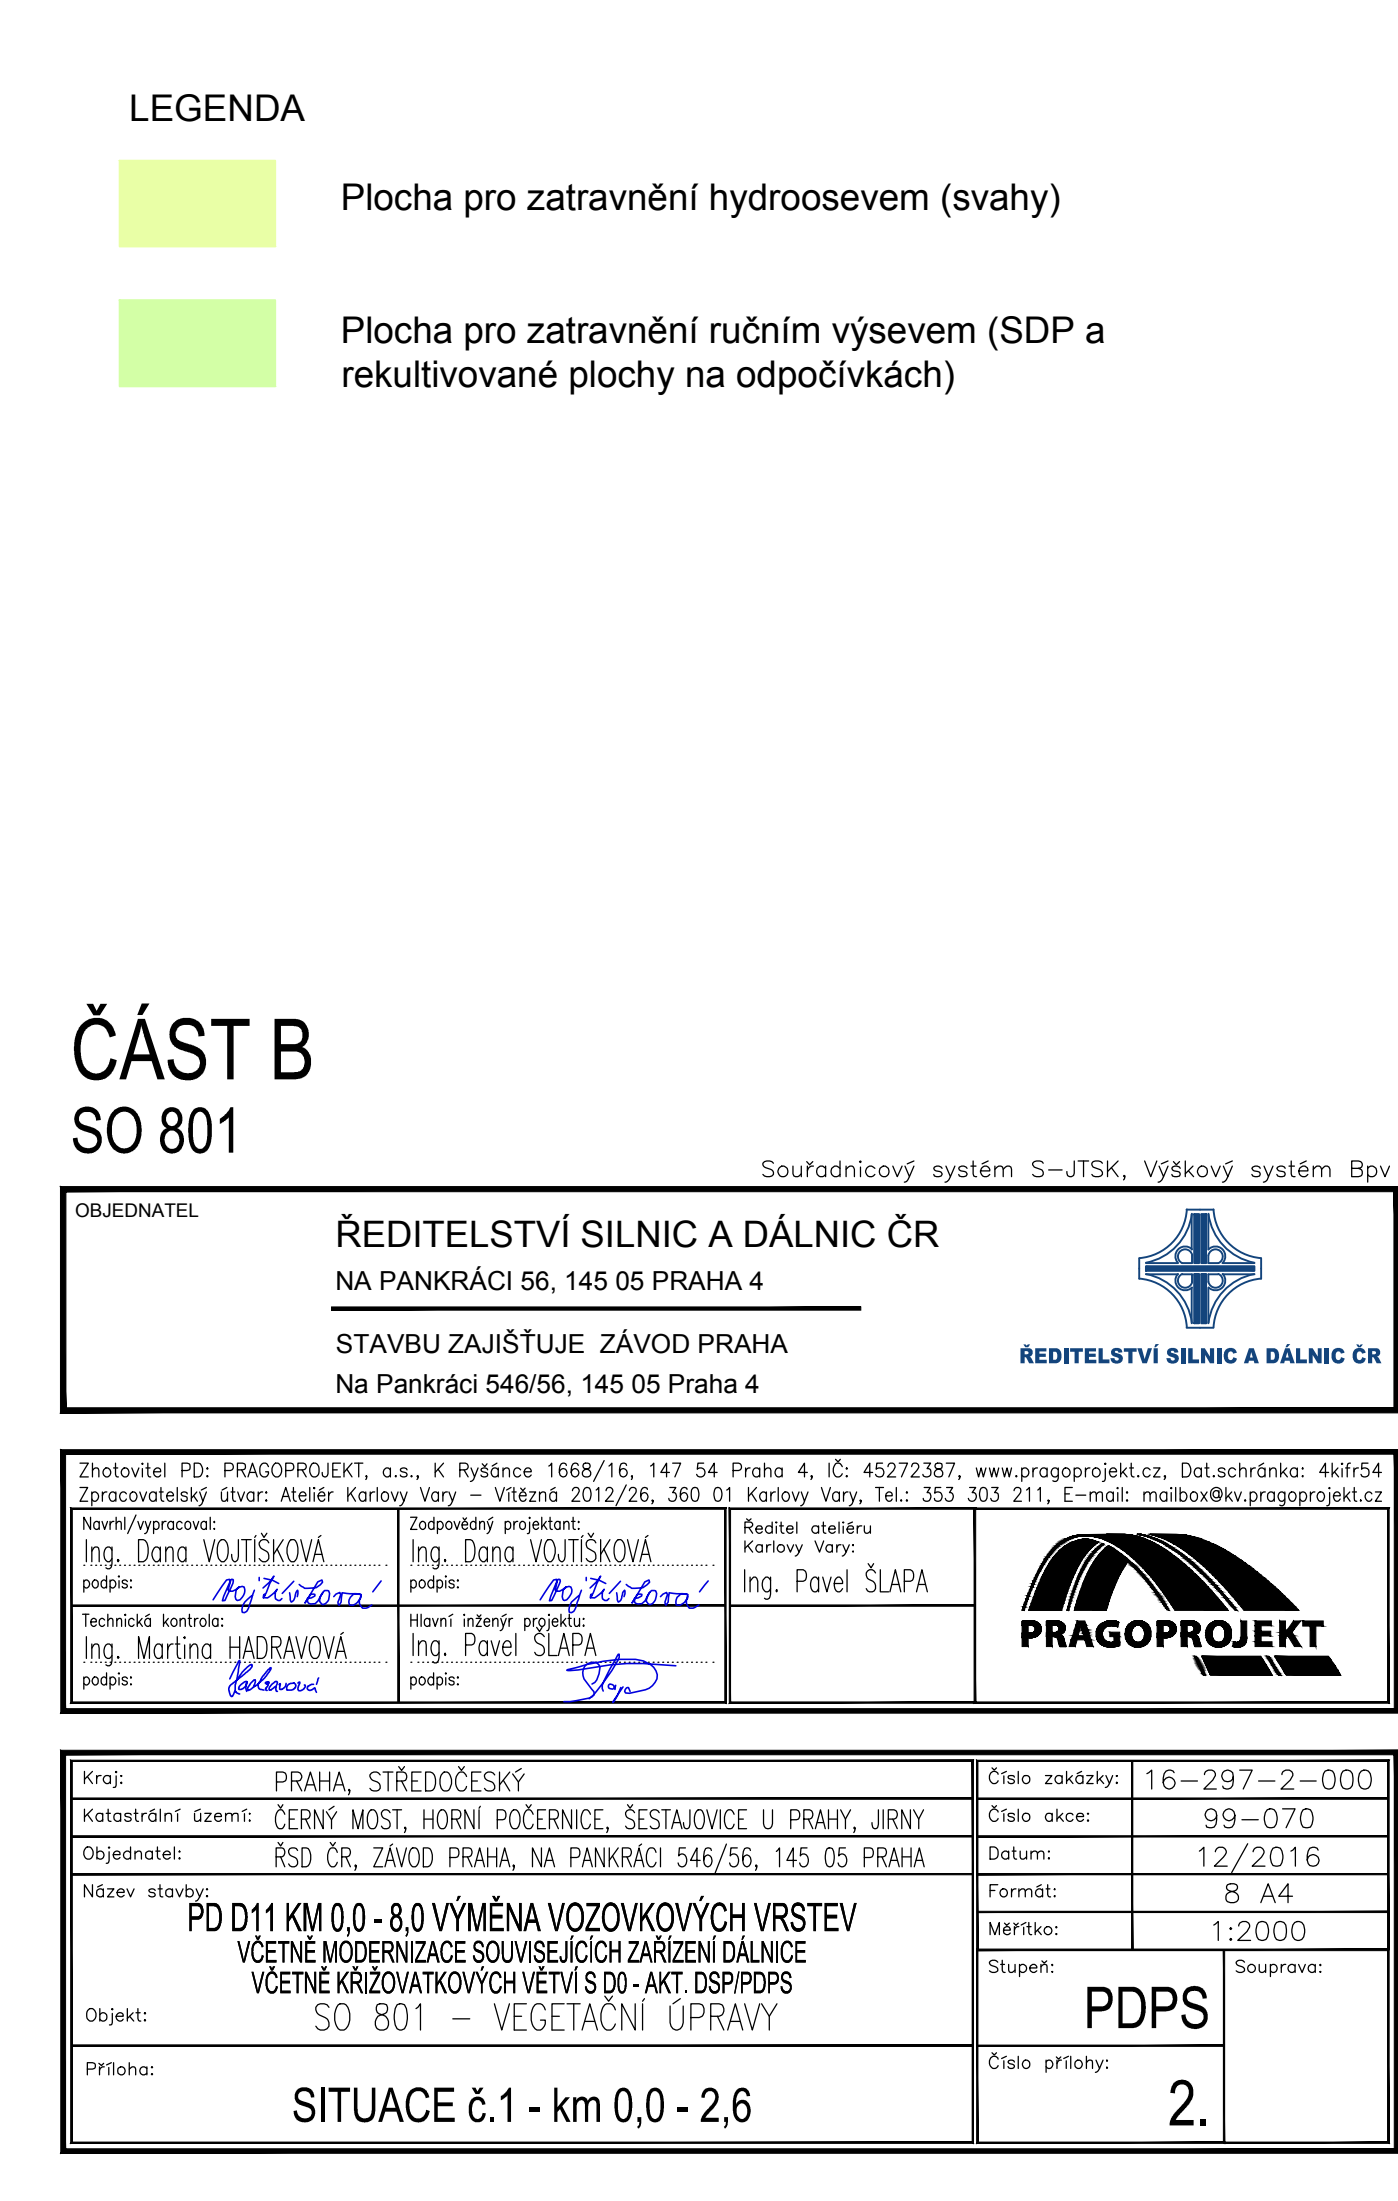 LEGENDA
Plocha pro zatravnění hydroosevem (svahy)
Plocha pro zatravnění ručním výsevem (SDP a
rekultivované plochy na odpočívkách)
ČÁST B
SO 801
Souřadnicový systém S-JTSK, Výškový systém Bpv
OBJEDNATEL
ŘEDITELSTVÍ SILNIC A DÁLNIC ČR
NA PANKRÁCI 56, 145 05 PRAHA 4
STAVBU ZAJIŠŤUJE ZÁVOD PRAHA
Na Pankráci 546/56, 145 05 Praha 4
ŘEDITELSTVÍ SILNIC A DÁLNIC ČR
Zhotovitel PD: PRAGOPROJEKT, a.s., K Ryšánce 1668/16, 147 54 Praha 4, IČ: 45272387, www.pragoprojekt.cz, Dat.schránka: 4kifr54
Zpracovatelský útvar: Ateliér Karlovy Vary – Vítězná 2012/26, 360 01 Karlovy Vary, Tel.: 353 303 211, E-mail: mailbox@kv.pragoprojekt.cz
Navrhl/vypracoval:
Ing. Dana VOJTÍŠKOVÁ
podpis: Vojtíšková
Zodpovědný projektant:
Ing. Dana VOJTÍŠKOVÁ
podpis: Vojtíšková
Ředitel ateliéru
Karlovy Vary:
Ing. Pavel ŠLAPA
Technická kontrola:
Ing. Martina HADRAVOVÁ
podpis: Hadravová
Hlavní inženýr projektu:
Ing. Pavel ŠLAPA
podpis: Šlapa
PRAGOPROJEKT
Kraj: PRAHA, STŘEDOČESKÝ
Katastrální území: ČERNÝ MOST, HORNÍ POČERNICE, ŠESTAJOVICE U PRAHY, JIRNY
Objednatel: ŘSD ČR, ZÁVOD PRAHA, NA PANKRÁCI 546/56, 145 05 PRAHA
Název stavby:
PD D11 KM 0,0 - 8,0 VÝMĚNA VOZOVKOVÝCH VRSTEV
VČETNĚ MODERNIZACE SOUVISEJÍCÍCH ZAŘÍZENÍ DÁLNICE
VČETNĚ KŘIŽOVATKOVÝCH VĚTVÍ S D0 - AKT. DSP/PDPS
Objekt: SO 801 – VEGETAČNÍ ÚPRAVY
Příloha:
SITUACE č.1 - km 0,0 - 2,6
Číslo zakázky: 16-297-2-000
Číslo akce: 99-070
Datum: 12/2016
Formát: 8 A4
Měřítko: 1:2000
Stupeň:
PDPS
Souprava:
Číslo přílohy:
2.